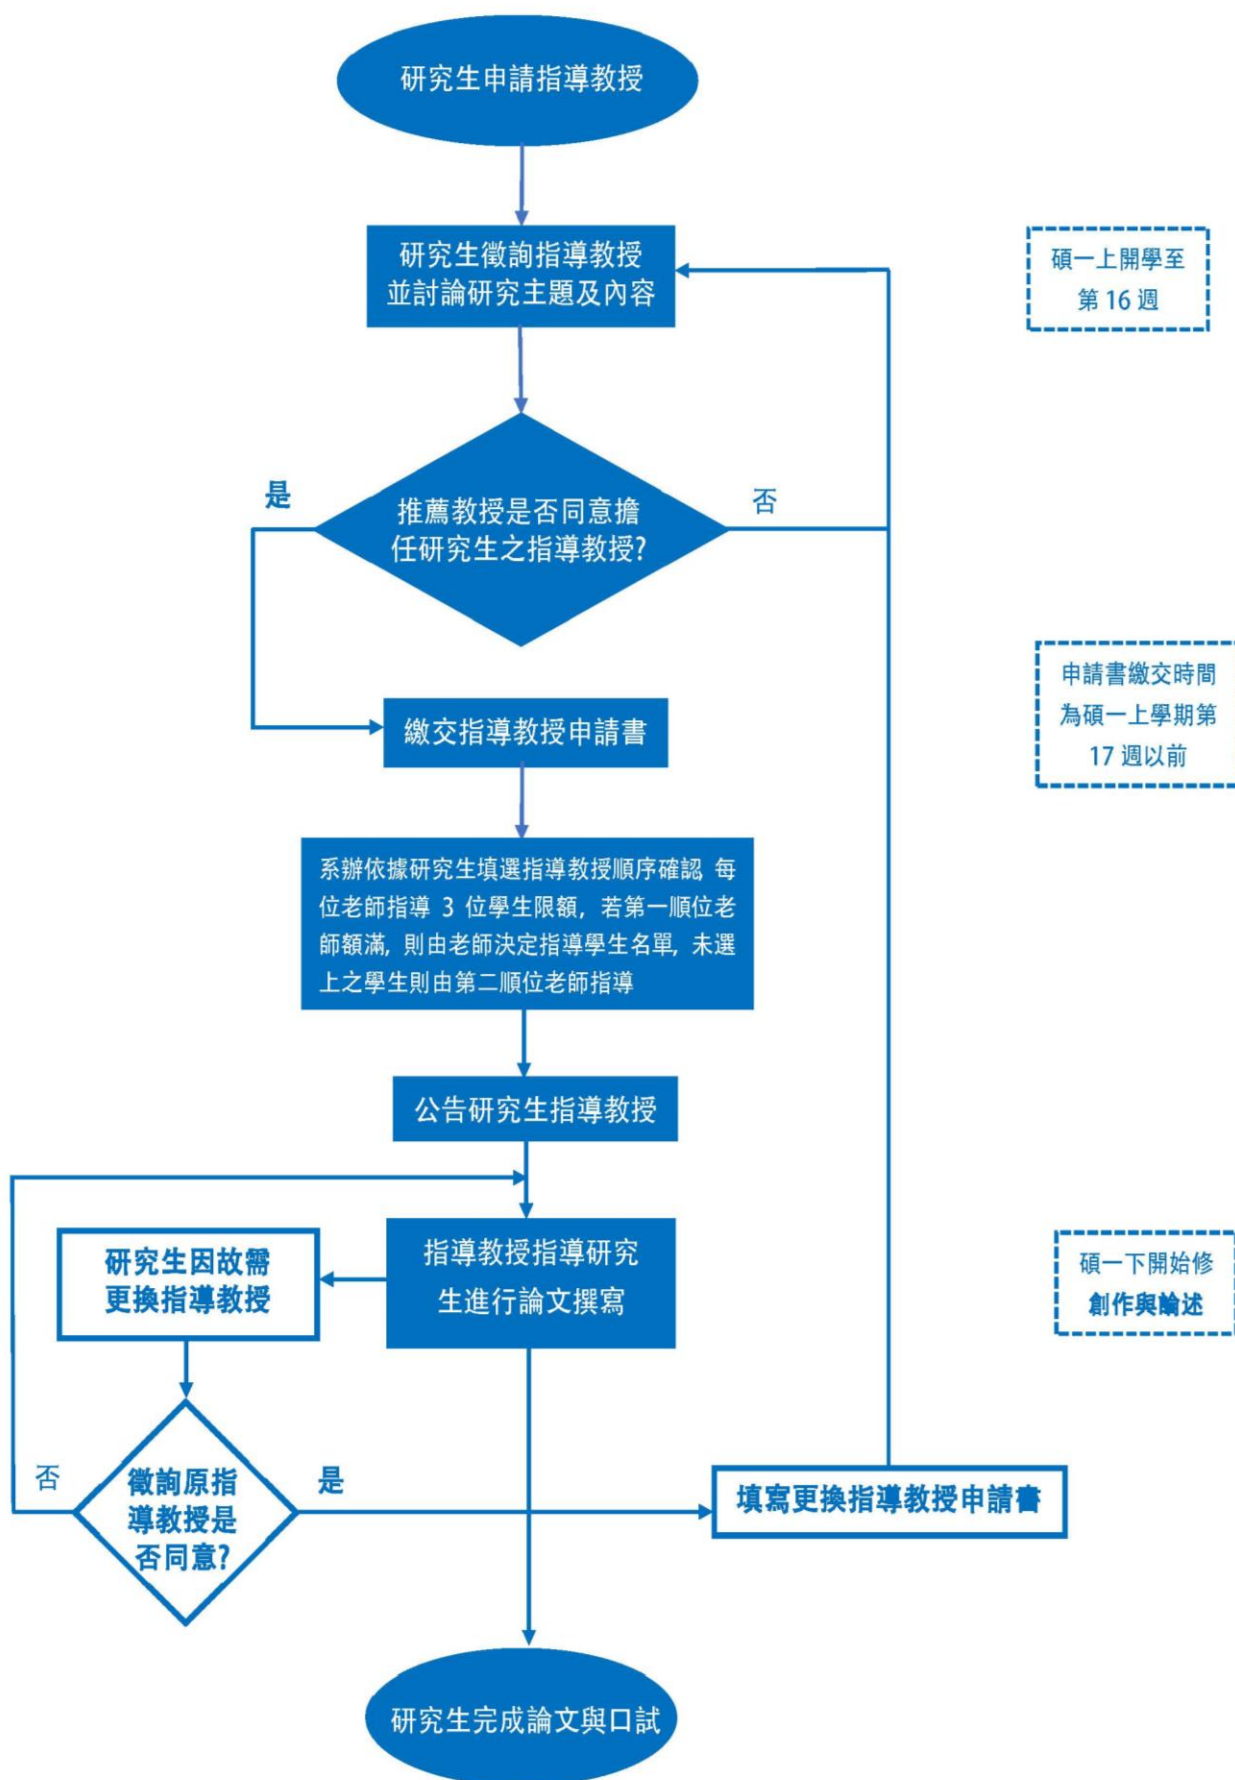 研究生申請指導教授
研究生徵詢指導教授
並討論研究主題及內容
碩一上開學至
第 16 週
是
否
推薦教授是否同意擔
任研究生之指導教授?
申請書繳交時間
為碩一上學期第
17 週以前
繳交指導教授申請書
系辦依據研究生填選指導教授順序確認, 每
位老師指導 3 位學生限額, 若第一順位老
師額滿, 則由老師決定指導學生名單, 未選
上之學生則由第二順位老師指導
公告研究生指導教授
指導教授指導研究
生進行論文撰寫
研究生因故需
更換指導教授
碩一下開始修
創作與論述
否
徵詢原指
導教授是
否同意?
是
填寫更換指導教授申請書
研究生完成論文與口試